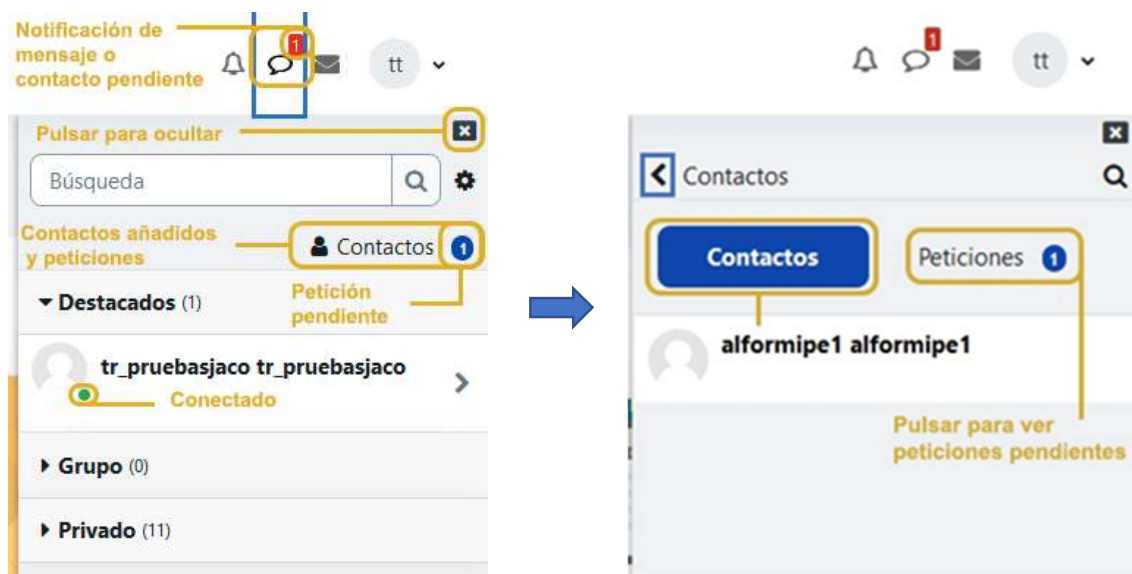 Notificación de
mensaje o
contacto pendiente
1
tt
Pulsar para ocultar
Búsqueda
Contactos añadidos
y peticiones
Contactos 1
Destacados (1)
Petición
pendiente
tr_pruebasjaco tr_pruebasjaco
Conectado
Grupo (0)
Privado (11)
1
tt
Contactos
Contactos
Peticiones 1
alformipe1 alformipe1
Pulsar para ver
peticiones pendientes